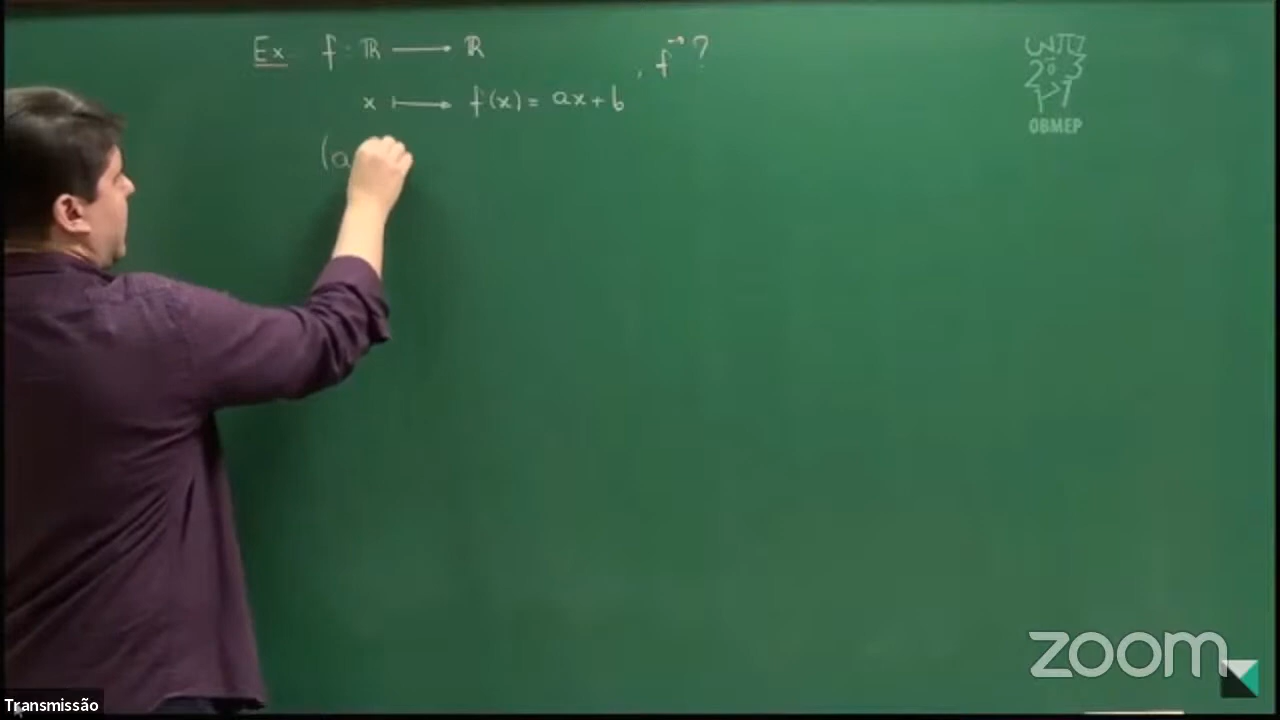 Ex. f: ℝ ⟶ ℝ
x ⟼ f(x) = ax + b , f⁻¹ ?
(a
OBMEP
zoom
Transmissão